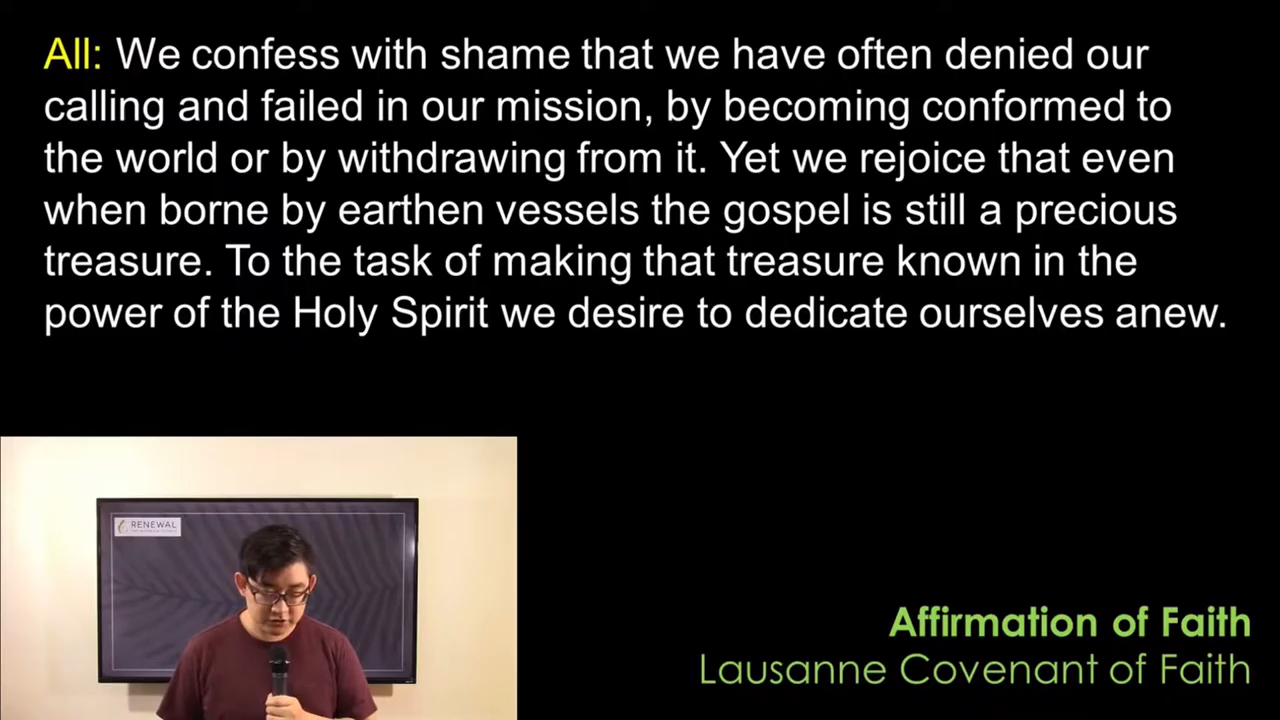 All: We confess with shame that we have often denied our
calling and failed in our mission, by becoming conformed to
the world or by withdrawing from it. Yet we rejoice that even
when borne by earthen vessels the gospel is still a precious
treasure. To the task of making that treasure known in the
power of the Holy Spirit we desire to dedicate ourselves anew.
RENEWAL
Affirmation of Faith
Lausanne Covenant of Faith